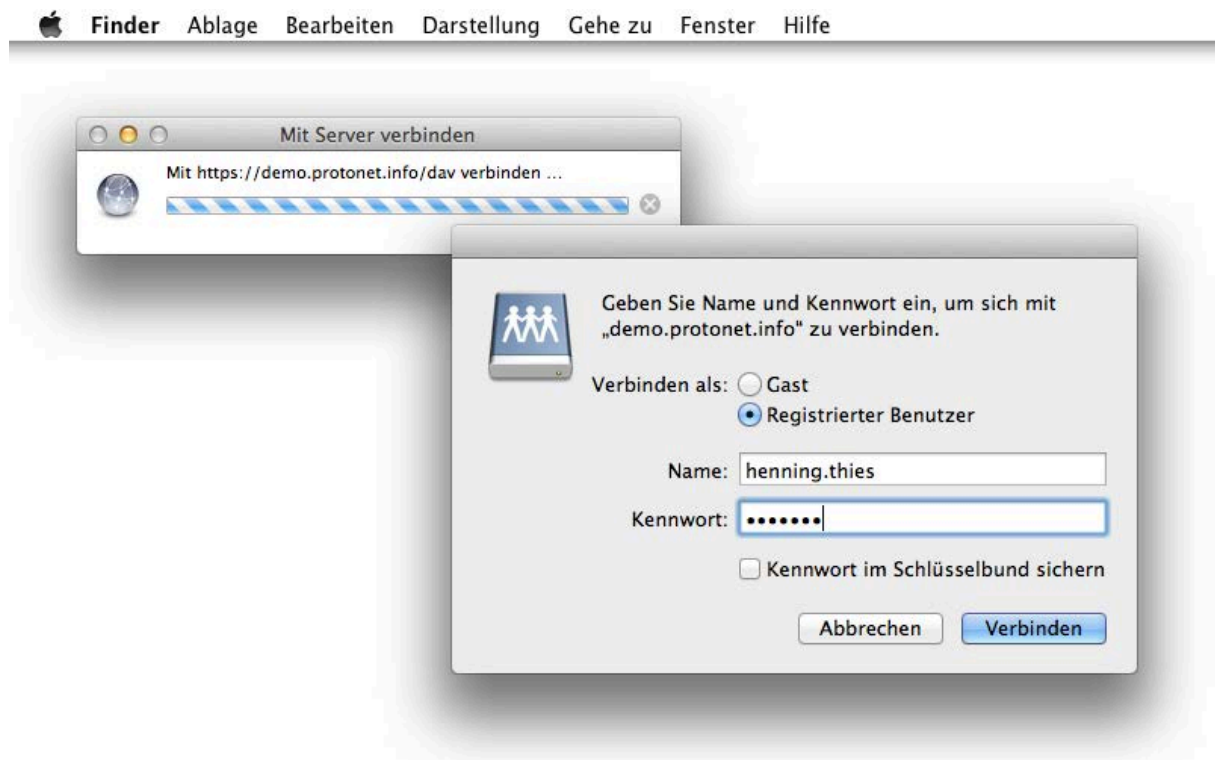 Finder Ablage Bearbeiten Darstellung Gehe zu Fenster Hilfe
Mit Server verbinden
Mit https://demo.protonet.info/dav verbinden ...
Geben Sie Name und Kennwort ein, um sich mit
„demo.protonet.info“ zu verbinden.
Verbinden als: Gast
Registrierter Benutzer
Name: henning.thies
Kennwort: •••••••
Kennwort im Schlüsselbund sichern
Abbrechen Verbinden